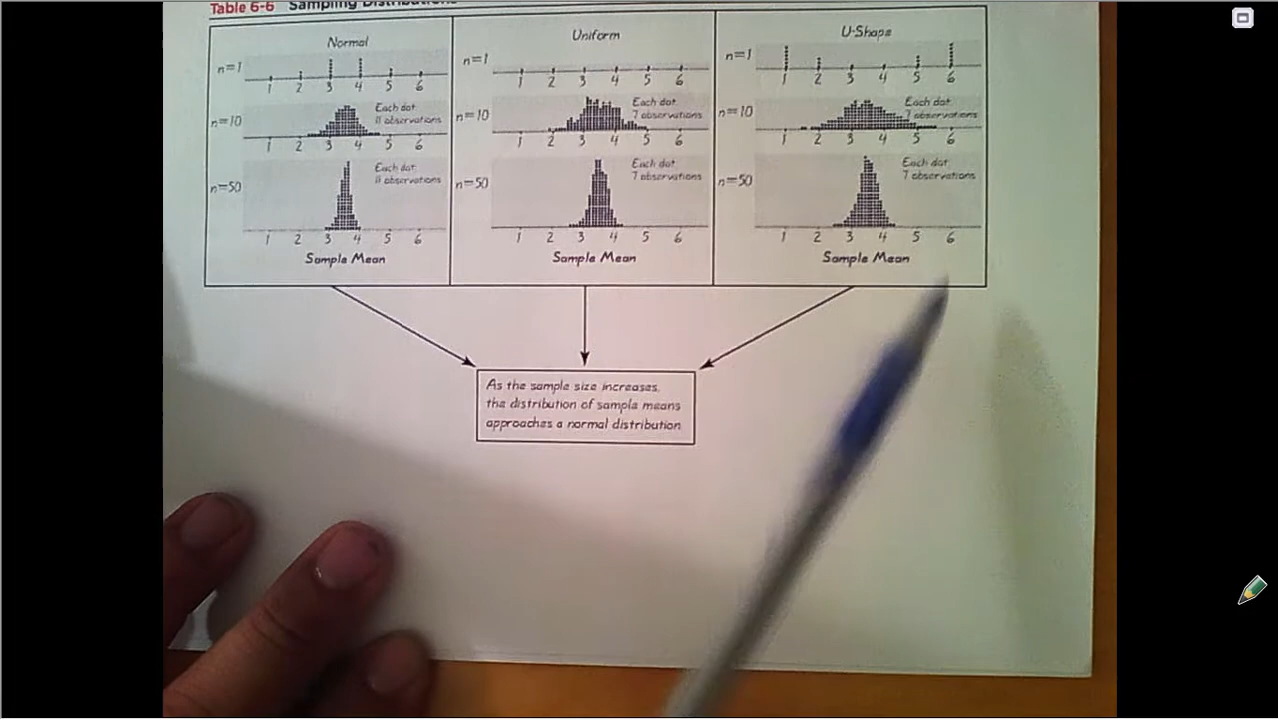 Table 6-6 Sampling Distributions
Normal
n=1
1 2 3 4 5 6
n=10
Each dot:
11 observations
1 2 3 4 5 6
n=50
Each dot:
11 observations
1 2 3 4 5 6
Sample Mean
Uniform
n=1
1 2 3 4 5 6
n=10
Each dot:
7 observations
1 2 3 4 5 6
n=50
Each dot:
7 observations
1 2 3 4 5 6
Sample Mean
U-Shape
n=1
1 2 3 4 5 6
n=10
Each dot:
7 observations
1 2 3 4 5 6
n=50
Each dot:
7 observations
1 2 3 4 5 6
Sample Mean
As the sample size increases,
the distribution of sample means
approaches a normal distribution.